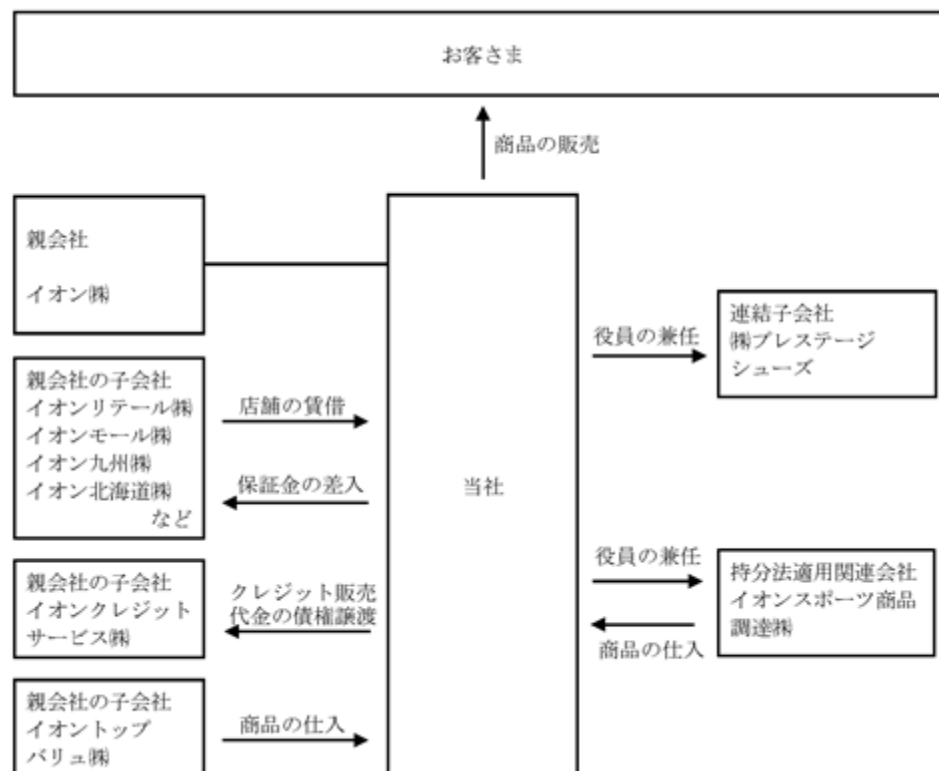 お客さま
商品の販売
親会社
イオン㈱
親会社の子会社
イオンリテール㈱
イオンモール㈱
イオン九州㈱
イオン北海道㈱
など
店舗の賃借
保証金の差入
親会社の子会社
イオンクレジット
サービス㈱
クレジット販売
代金の債権譲渡
親会社の子会社
イオントップ
バリュ㈱
商品の仕入
当社
役員の兼任
連結子会社
㈱プレステージ
シューズ
役員の兼任
商品の仕入
持分法適用関連会社
イオンスポーツ商品
調達㈱